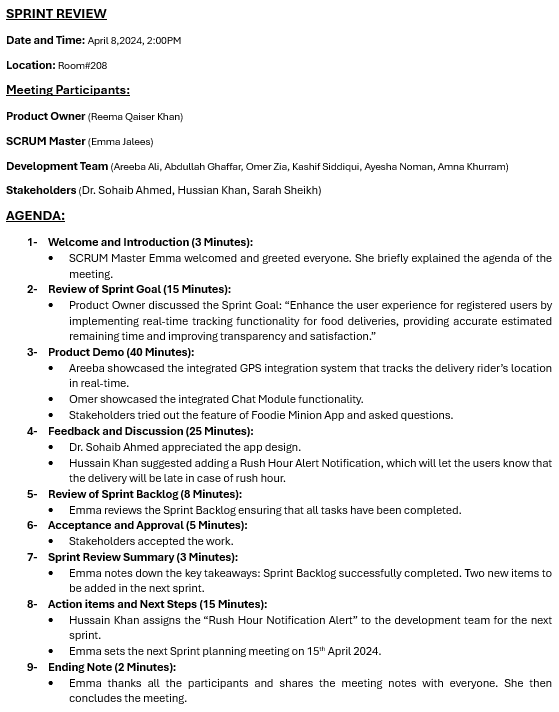 SPRINT REVIEW
Date and Time: April 8,2024, 2:00PM
Location: Room#208
Meeting Participants:
Product Owner (Reema Qaiser Khan)
SCRUM Master (Emma Jalees)
Development Team (Areeba Ali, Abdullah Ghaffar, Omer Zia, Kashif Siddiqui, Ayesha Noman, Amna Khurram)
Stakeholders (Dr. Sohaib Ahmed, Hussian Khan, Sarah Sheikh)
AGENDA:
1- Welcome and Introduction (3 Minutes):
• SCRUM Master Emma welcomed and greeted everyone. She briefly explained the agenda of the
meeting.
2- Review of Sprint Goal (15 Minutes):
• Product Owner discussed the Sprint Goal: “Enhance the user experience for registered users by
implementing real-time tracking functionality for food deliveries, providing accurate estimated
remaining time and improving transparency and satisfaction.”
3- Product Demo (40 Minutes):
• Areeba showcased the integrated GPS integration system that tracks the delivery rider’s location
in real-time.
• Omer showcased the integrated Chat Module functionality.
• Stakeholders tried out the feature of Foodie Minion App and asked questions.
4- Feedback and Discussion (25 Minutes):
• Dr. Sohaib Ahmed appreciated the app design.
• Hussain Khan suggested adding a Rush Hour Alert Notification, which will let the users know that
the delivery will be late in case of rush hour.
5- Review of Sprint Backlog (8 Minutes):
• Emma reviews the Sprint Backlog ensuring that all tasks have been completed.
6- Acceptance and Approval (5 Minutes):
• Stakeholders accepted the work.
7- Sprint Review Summary (3 Minutes):
• Emma notes down the key takeaways: Sprint Backlog successfully completed. Two new items to
be added in the next sprint.
8- Action items and Next Steps (15 Minutes):
• Hussain Khan assigns the “Rush Hour Notification Alert” to the development team for the next
sprint.
• Emma sets the next Sprint planning meeting on 15th April 2024.
9- Ending Note (2 Minutes):
• Emma thanks all the participants and shares the meeting notes with everyone. She then
concludes the meeting.